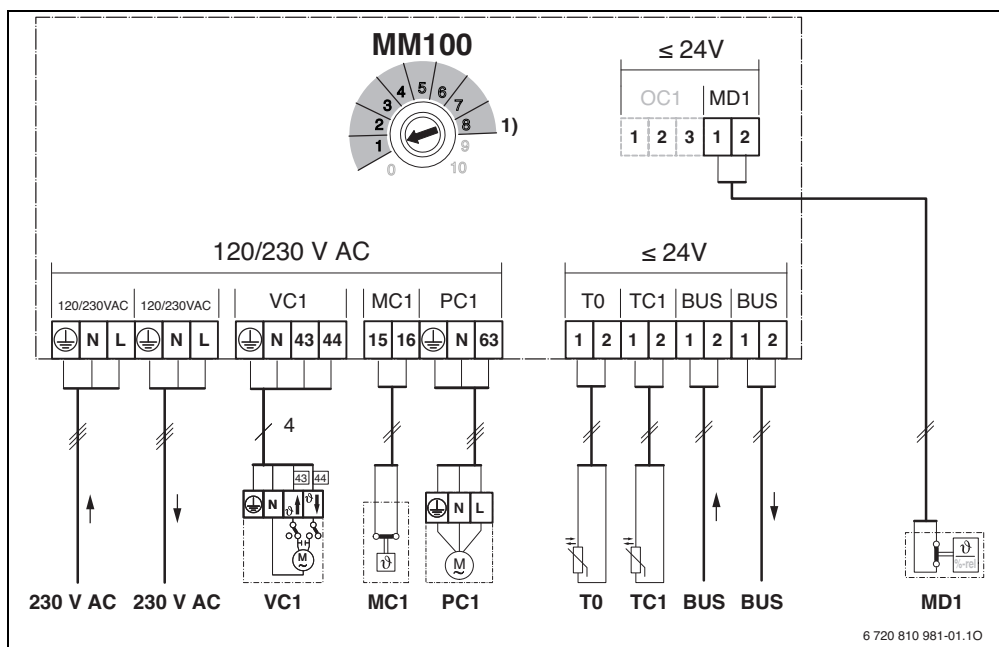 MM100
≤ 24V
OC1 MD1
1 2 3 1 2
0 1 2 3 4 5 6 7 8 9 10
1)
120/230 V AC
≤ 24V
120/230VAC 120/230VAC VC1 MC1 PC1 T0 TC1 BUS BUS
N L N L N 43 44 15 16 N 63 1 2 1 2 1 2 1 2
4
43 44
N ϑ ϑ
N L
M
~
ϑ
M
~
ϑ
%-rel
230 V AC 230 V AC VC1 MC1 PC1 T0 TC1 BUS BUS MD1
6 720 810 981-01.1O